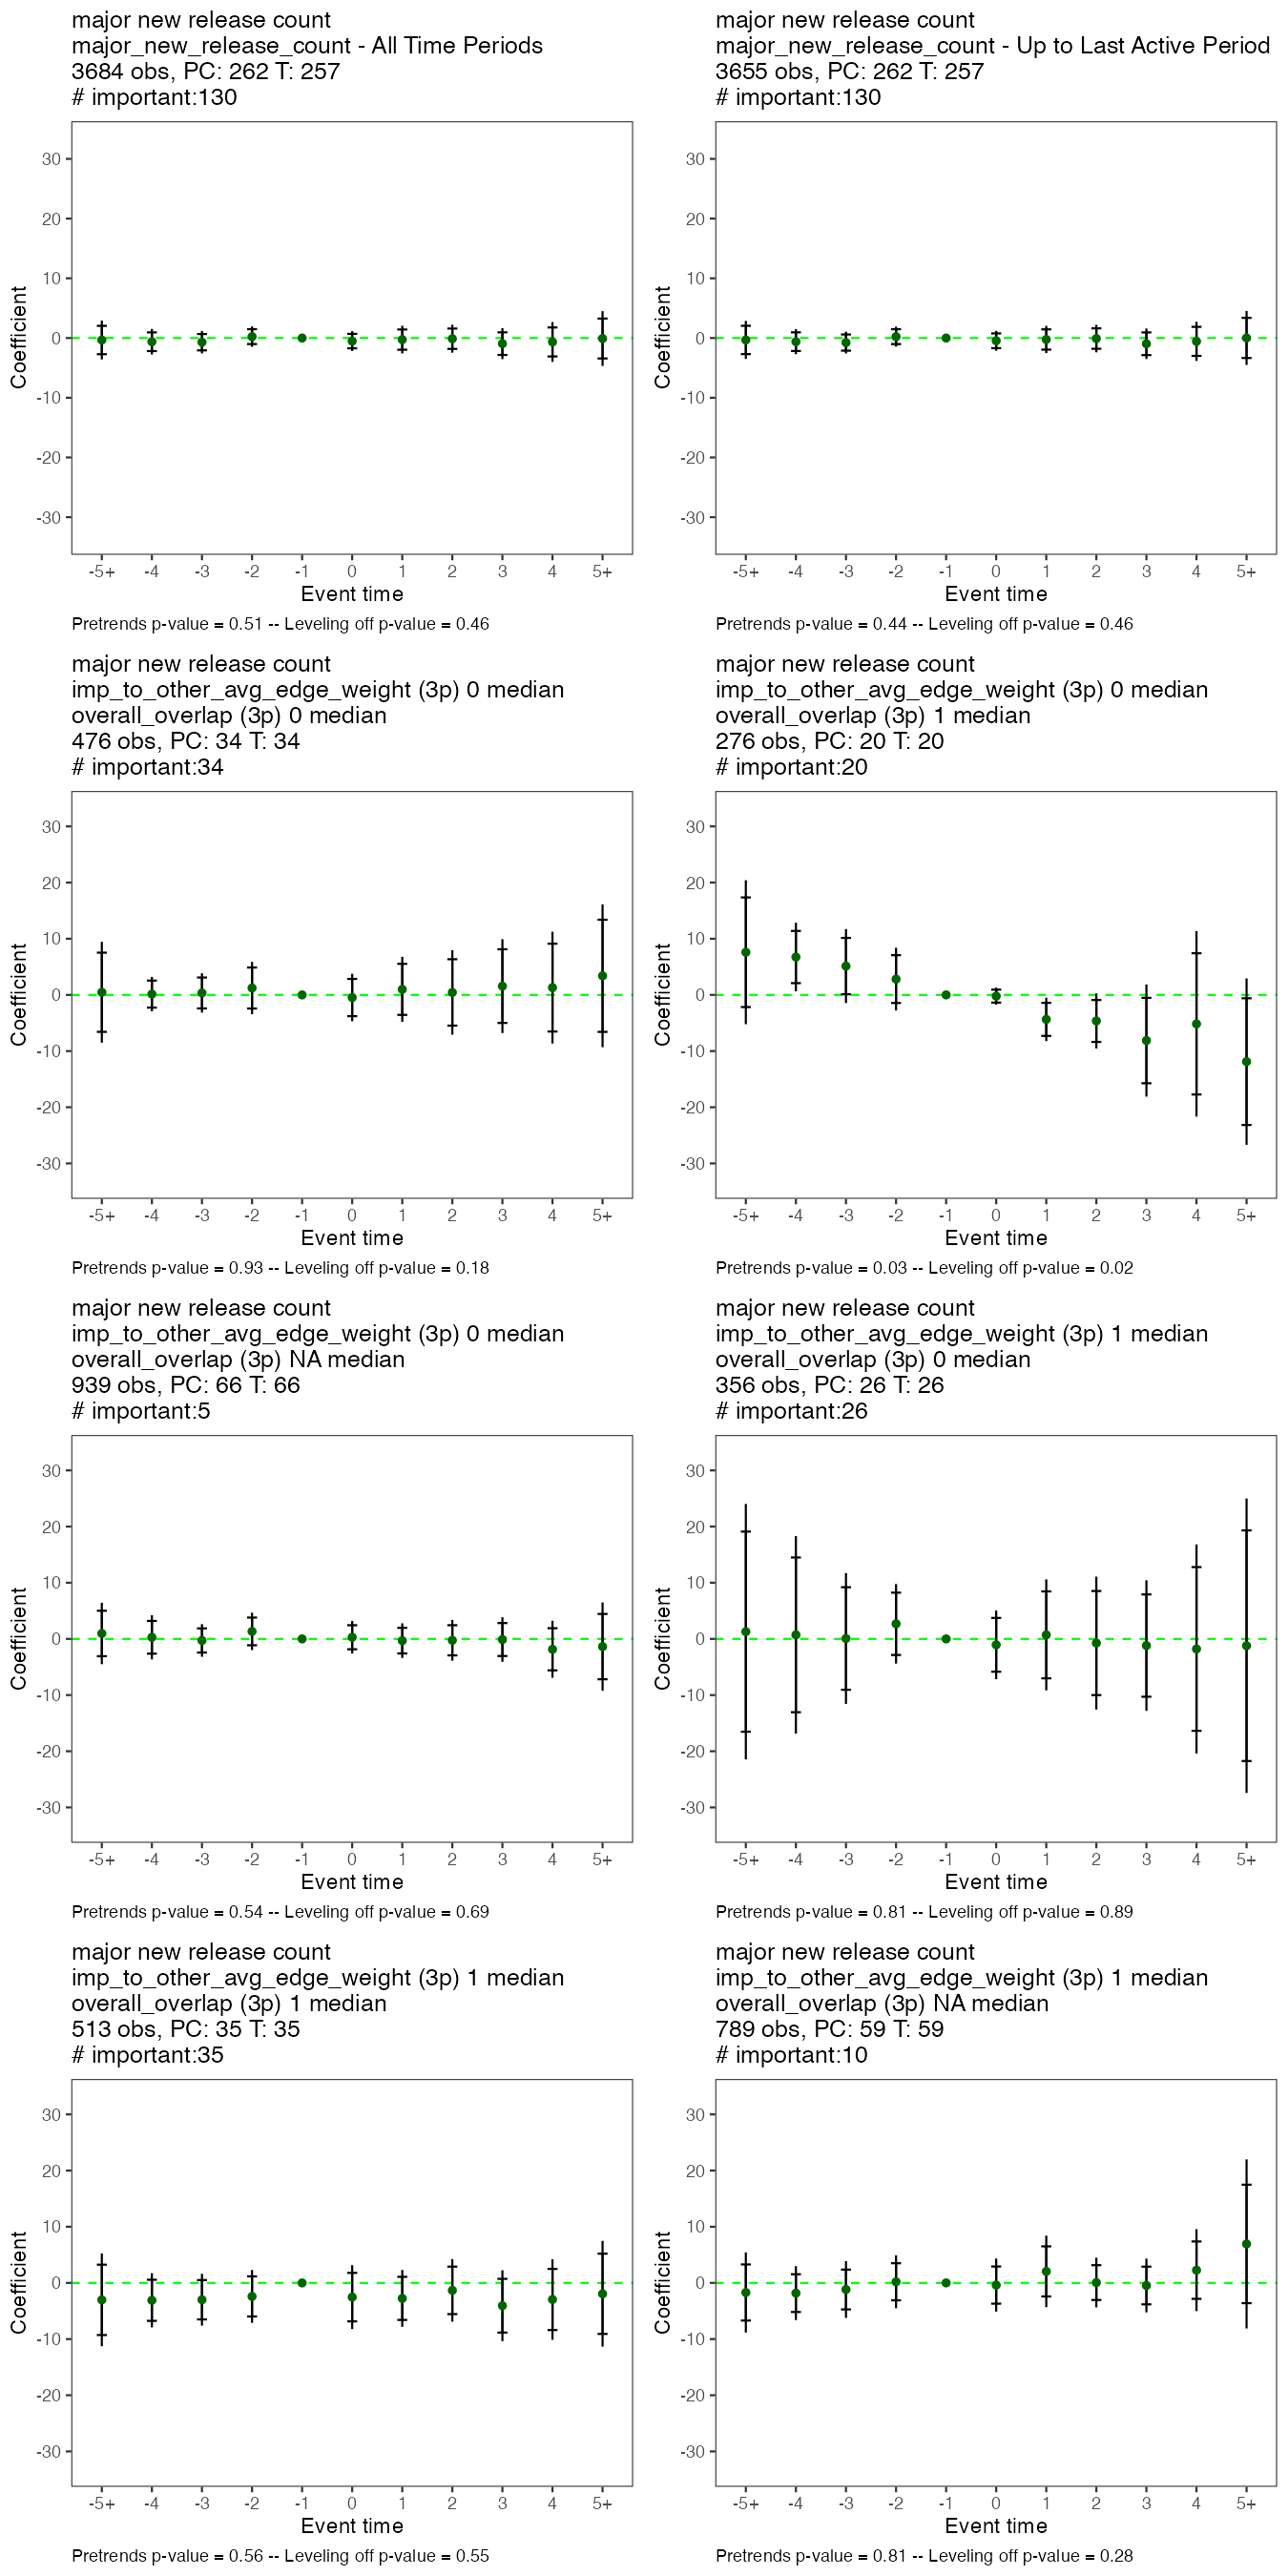 major new release count
major_new_release_count - All Time Periods
3684 obs, PC: 262 T: 257
# important:130
30
20
10
0
-10
-20
-30
Coefficient
-5+ -4 -3 -2 -1 0 1 2 3 4 5+
Event time
Pretrends p-value = 0.51 -- Leveling off p-value = 0.46
major new release count
major_new_release_count - Up to Last Active Period
3655 obs, PC: 262 T: 257
# important:130
30
20
10
0
-10
-20
-30
Coefficient
-5+ -4 -3 -2 -1 0 1 2 3 4 5+
Event time
Pretrends p-value = 0.44 -- Leveling off p-value = 0.46
major new release count
imp_to_other_avg_edge_weight (3p) 0 median
overall_overlap (3p) 0 median
476 obs, PC: 34 T: 34
# important:34
30
20
10
0
-10
-20
-30
Coefficient
-5+ -4 -3 -2 -1 0 1 2 3 4 5+
Event time
Pretrends p-value = 0.93 -- Leveling off p-value = 0.18
major new release count
imp_to_other_avg_edge_weight (3p) 0 median
overall_overlap (3p) 1 median
276 obs, PC: 20 T: 20
# important:20
30
20
10
0
-10
-20
-30
Coefficient
-5+ -4 -3 -2 -1 0 1 2 3 4 5+
Event time
Pretrends p-value = 0.03 -- Leveling off p-value = 0.02
major new release count
imp_to_other_avg_edge_weight (3p) 0 median
overall_overlap (3p) NA median
939 obs, PC: 66 T: 66
# important:5
30
20
10
0
-10
-20
-30
Coefficient
-5+ -4 -3 -2 -1 0 1 2 3 4 5+
Event time
Pretrends p-value = 0.54 -- Leveling off p-value = 0.69
major new release count
imp_to_other_avg_edge_weight (3p) 1 median
overall_overlap (3p) 0 median
356 obs, PC: 26 T: 26
# important:26
30
20
10
0
-10
-20
-30
Coefficient
-5+ -4 -3 -2 -1 0 1 2 3 4 5+
Event time
Pretrends p-value = 0.81 -- Leveling off p-value = 0.89
major new release count
imp_to_other_avg_edge_weight (3p) 1 median
overall_overlap (3p) 1 median
513 obs, PC: 35 T: 35
# important:35
30
20
10
0
-10
-20
-30
Coefficient
-5+ -4 -3 -2 -1 0 1 2 3 4 5+
Event time
Pretrends p-value = 0.56 -- Leveling off p-value = 0.55
major new release count
imp_to_other_avg_edge_weight (3p) 1 median
overall_overlap (3p) NA median
789 obs, PC: 59 T: 59
# important:10
30
20
10
0
-10
-20
-30
Coefficient
-5+ -4 -3 -2 -1 0 1 2 3 4 5+
Event time
Pretrends p-value = 0.81 -- Leveling off p-value = 0.28